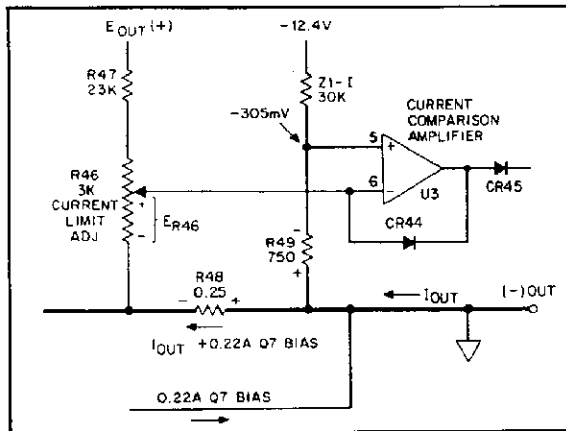 E OUT (+)
-12.4V
R47
23K
Z1-I
30K
CURRENT
COMPARISON
AMPLIFIER
-305mV
5
+
R46
3K
CURRENT
LIMIT
ADJ
+
-
E R46
6
-
U3
CR45
CR44
-
R49
750
+
R48
0.25
-
+
I OUT
(-) OUT
I OUT +0.22A Q7 BIAS
0.22A Q7 BIAS